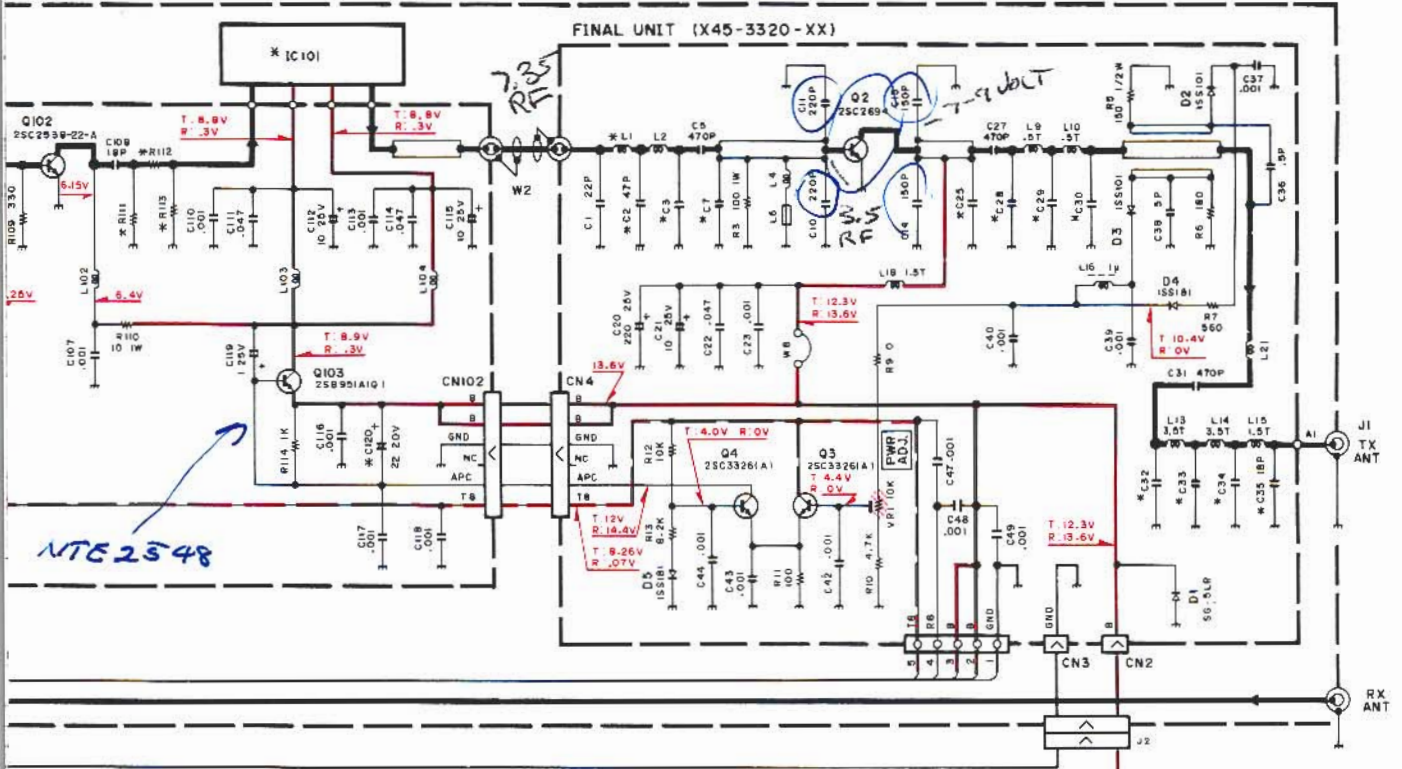 FINAL UNIT (X45-3320-XX)
* IC101
7.35
RF
Q102
2SC2538-22-A
C108
18P
*R112
T: 8.8V
R: .3V
T: 8.8V
R: .3V
6.15V
R109 330
*R111
*R113
C110
.001
C111
.047
C112
10 25V
+
C113
.001
C114
.047
C115
10 25V
+
W2
L102
L103
L104
.26V
6.4V
R110
10 1W
C107
.001
C119
1 25V
+
T: 8.9V
R: .3V
Q103
2SB951A(Q)
R114 1K
C116
.001
*C120
22 20V
+
C117
.001
C118
.001
NTE2548
CN102
B
B
GND
NC
APC
T8
CN4
B
B
GND
NC
APC
T8
13.6V
*L1
L2
C5
470P
C1 22P
*C2 47P
*C3
*C7
R3 100 1W
L4
L6
C11
220P
C10 220P
Q2
2SC2694
C15
150P
C14 150P
7-9 VOLT
3.5
RF
C27
470P
L9
.5T
L10
.5T
*C25
*C28
*C29
*C30
R5
150 1/2W
D2
1SS101
C37
.001
C36 .5P
D3
1SS101
C38 5P
R6 180
L16 1μ
D4
1SS181
R7
560
L21
T: 10.4V
R: 0V
C39
.001
C40
.001
L18 1.5T
T: 12.3V
R: 13.6V
C20
220 25V
+
C21
10 25V
+
C22 .047
C23 .001
W8
R9 0
C31 470P
L13
3.5T
L14
3.5T
L15
1.5T
A1
J1
TX
ANT
*C32
*C33
*C34
*C35 18P
R12
10K
T: 4.0V R: 0V
Q4
2SC3326(A)
Q3
2SC3326(A)
T: 4.4V
R: 0V
PWR
ADJ.
VR1 10K
C47 .001
C48
.001
C49
.001
T: 12V
R: 14.4V
T: 8.26V
R: .07V
R13
8.2K
D5
1SS181
C44 .001
C43
.001
R11
100
C42
.001
R10 4.7K
T: 12.3V
R: 13.6V
D1
5G-5LR
T8
R8
B
B
GND
5
4
3
2
1
GND
B
CN3
CN2
RX
ANT
J2